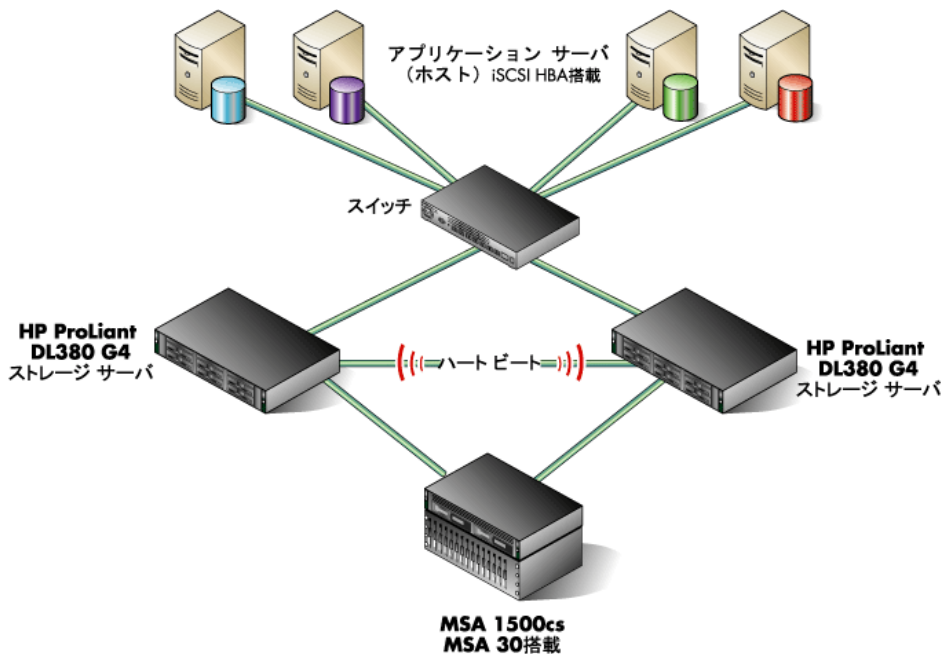 アプリケーション サーバ
（ホスト）iSCSI HBA搭載
スイッチ
HP ProLiant
DL380 G4
ストレージ サーバ
ハートビート
HP ProLiant
DL380 G4
ストレージ サーバ
MSA 1500cs
MSA 30搭載